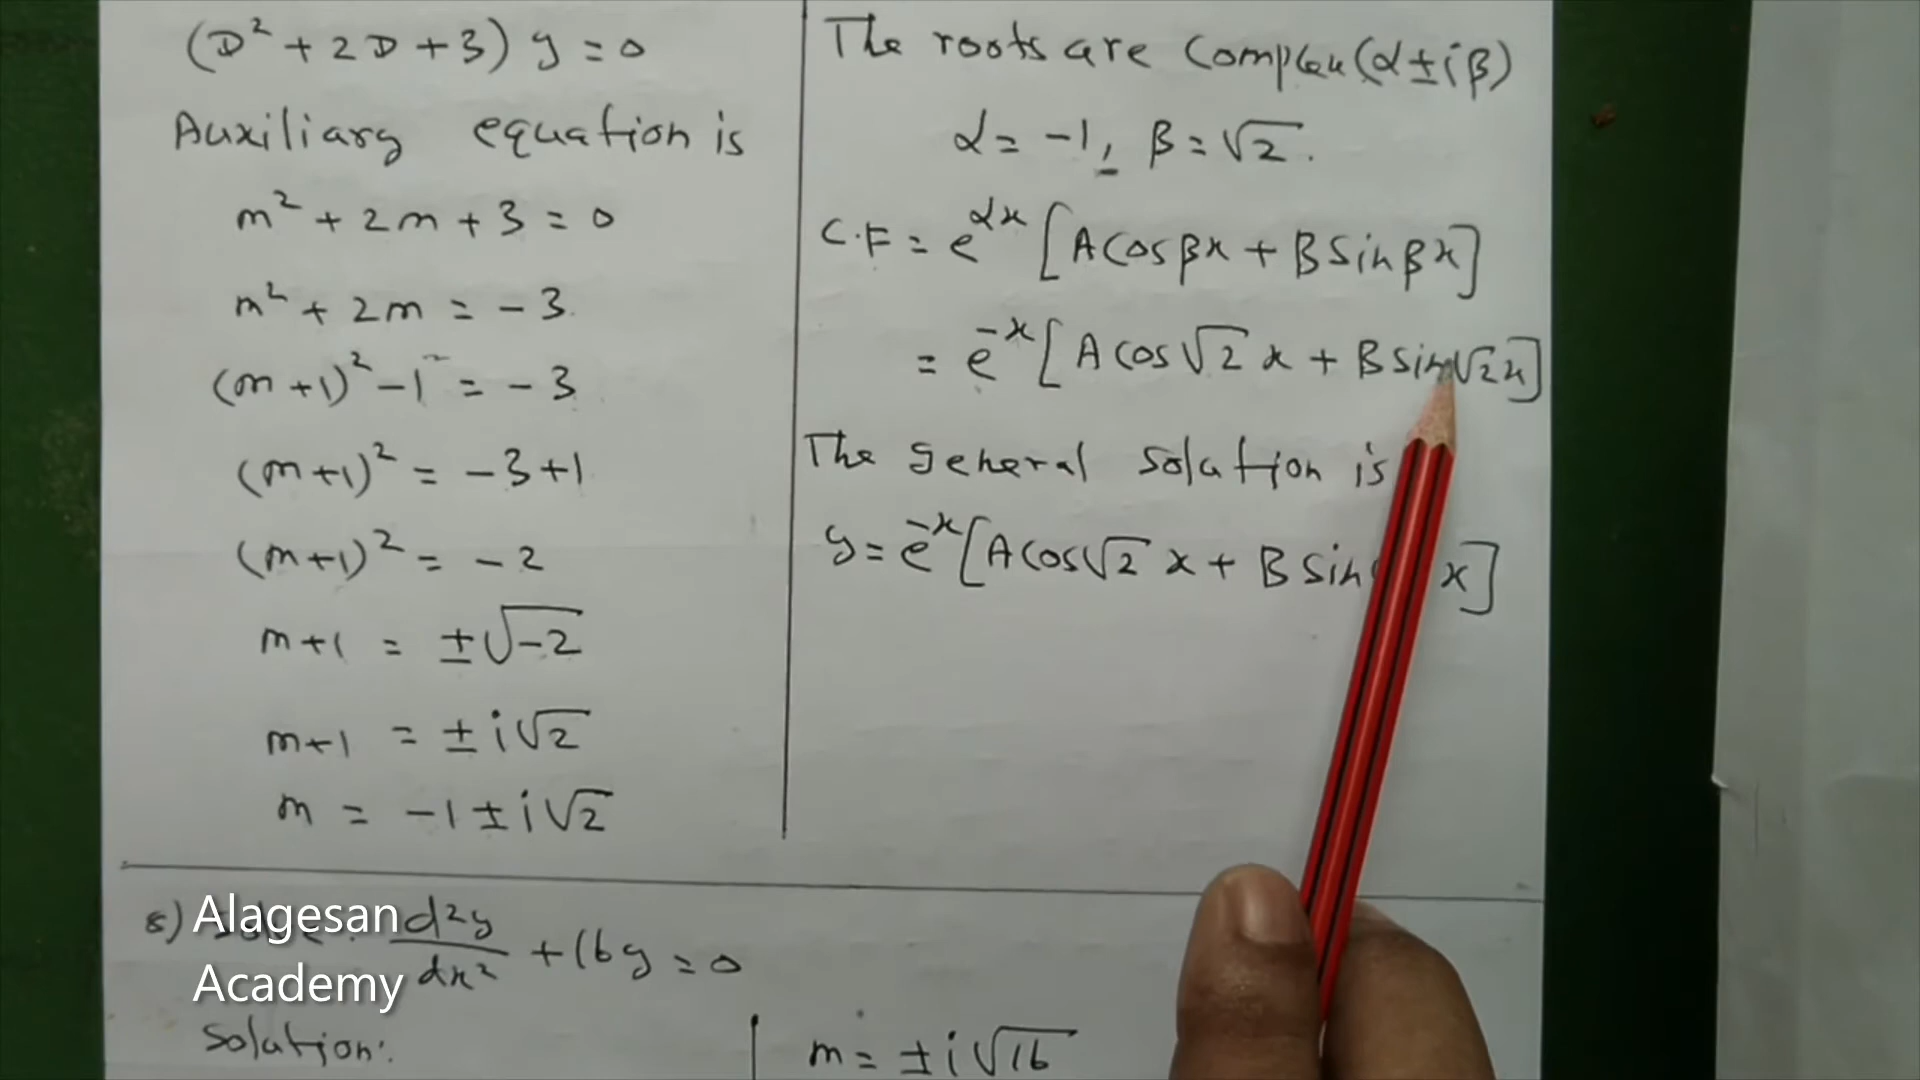 (D² + 2D + 3) y = 0
Auxiliary equation is
m² + 2m + 3 = 0
m² + 2m = -3
(m+1)² - 1² = -3
(m+1)² = -3+1
(m+1)² = -2
m+1 = ±√-2
m+1 = ±i√2
m = -1 ± i√2
The roots are Complex (α±iβ)
α = -1, β = √2.
C.F = e^αx [A Cos βx + B Sin βx]
= e^-x [A cos √2 x + B sin √2 x]
The general solution is
y = e^-x [A cos √2 x + B Sin x]
8) d²y/dx² + 16y = 0
Solution:
m = ±i√16
Alagesan
Academy